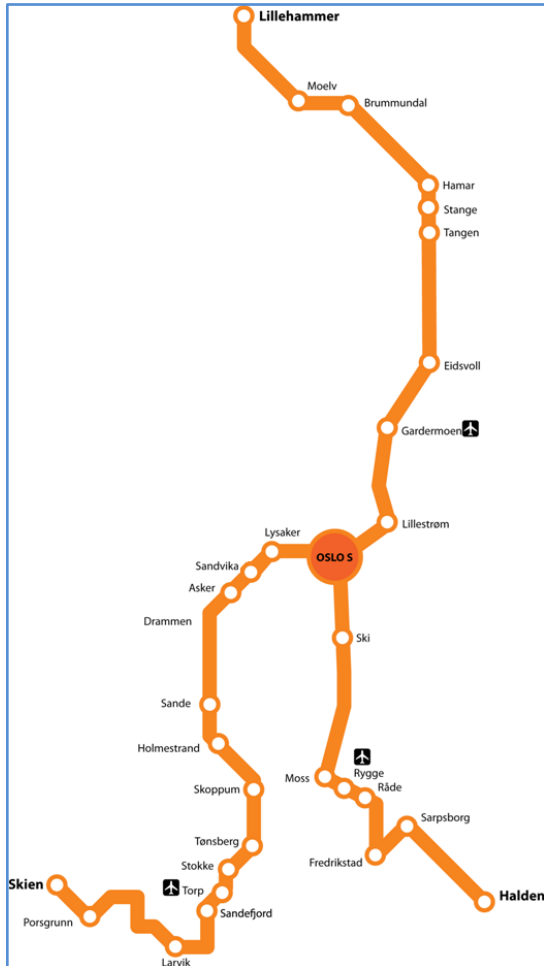 Lillehammer
Moelv
Brummundal
Hamar
Stange
Tangen
Eidsvoll
Gardermoen
Lillestrøm
Lysaker
OSLO S
Sandvika
Asker
Drammen
Ski
Sande
Holmestrand
Moss
Rygge
Råde
Skoppum
Sarpsborg
Tønsberg
Fredrikstad
Stokke
Skien
Torp
Halden
Sandefjord
Porsgrunn
Larvik